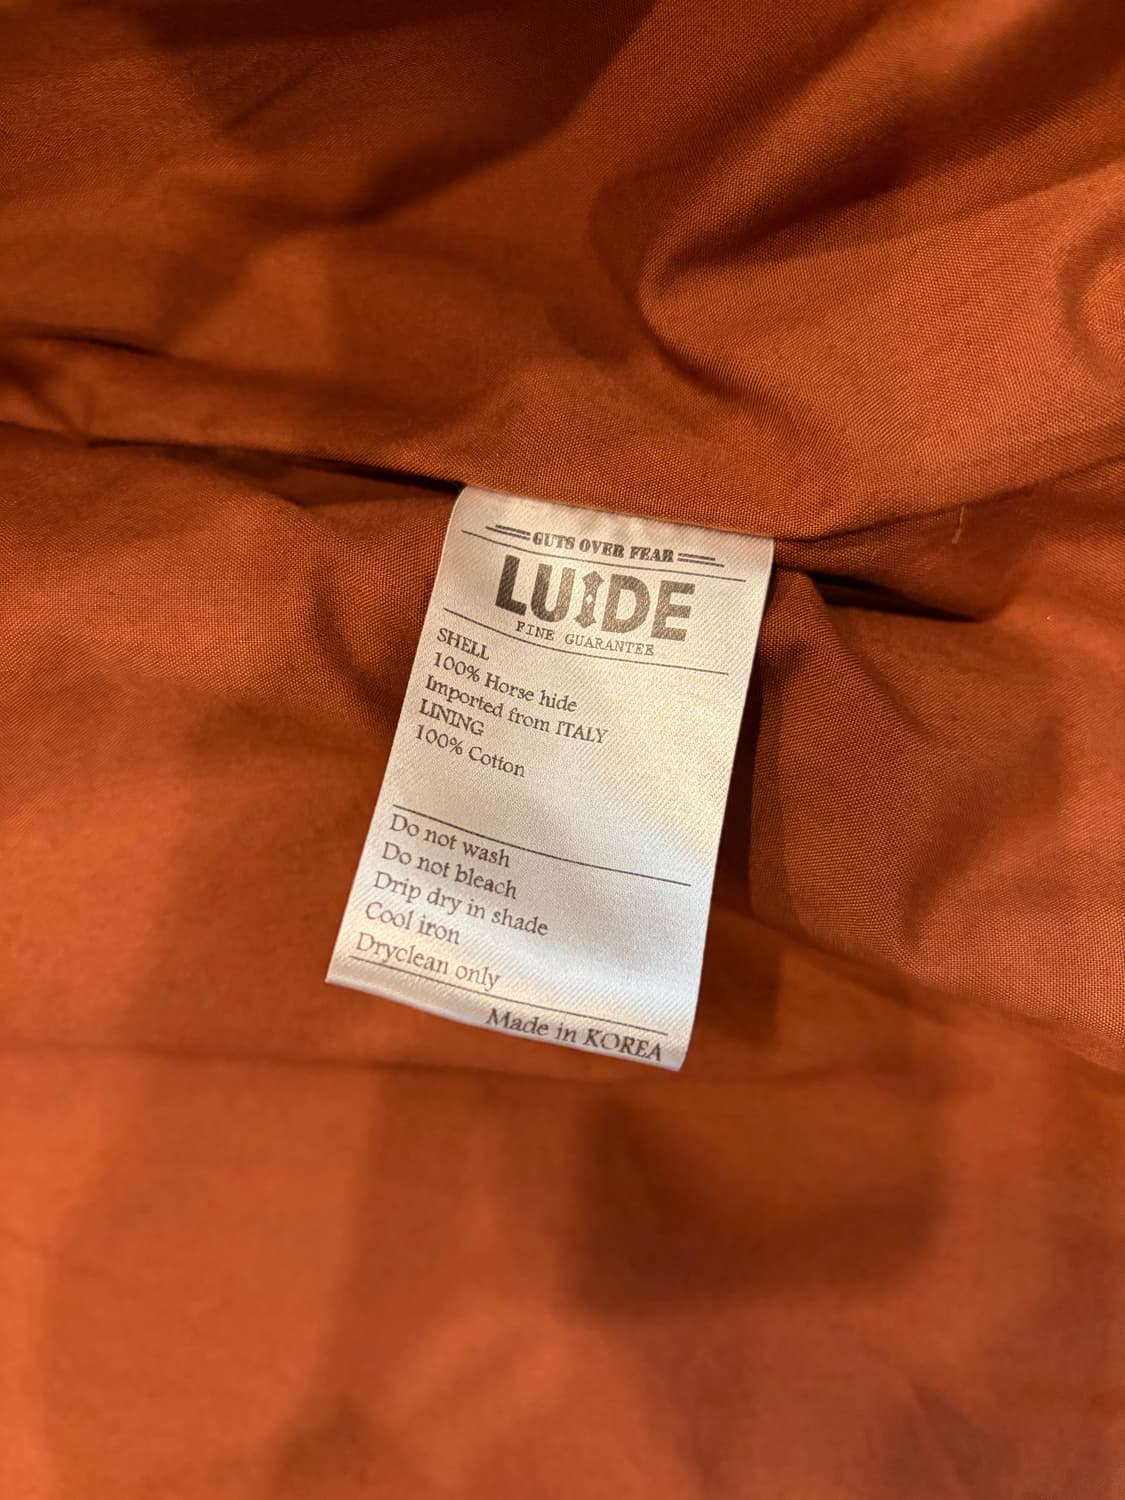 GUTS OVER FEAR
LUIDE
FINE GUARANTEE
SHELL
100% Horse hide
Imported from ITALY
LINING
100% Cotton
Do not wash
Do not bleach
Drip dry in shade
Cool iron
Dryclean only
Made in KOREA